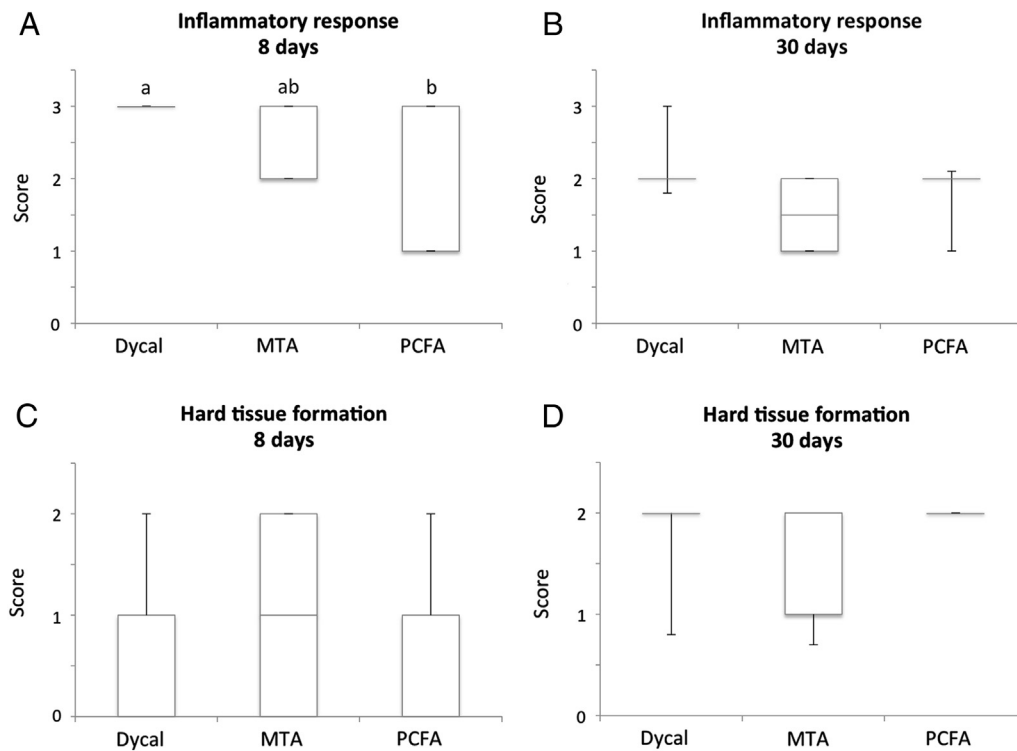 A
Inflammatory response
8 days
a
ab
b
3
2
1
0
Score
Dycal
MTA
PCFA
B
Inflammatory response
30 days
3
2
1
0
Score
Dycal
MTA
PCFA
C
Hard tissue formation
8 days
2
1
0
Score
Dycal
MTA
PCFA
D
Hard tissue formation
30 days
2
1
0
Score
Dycal
MTA
PCFA